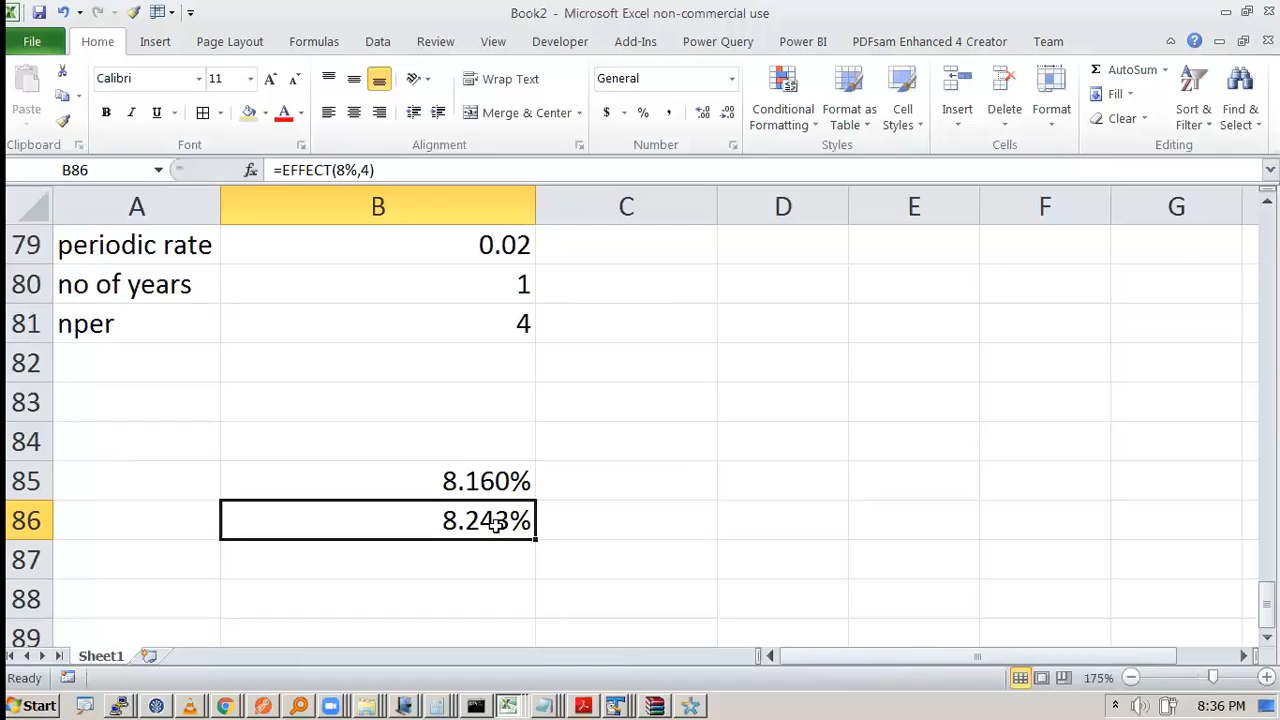 Book2 - Microsoft Excel non-commercial use
File Home Insert Page Layout Formulas Data Review View Developer Add-Ins Power Query Power BI PDFsam Enhanced 4 Creator Team
Paste
Calibri 11
B I U
A
Wrap Text
Merge & Center
General
$ % ,
Conditional Formatting
Format as Table
Cell Styles
Insert Delete Format
Σ AutoSum
Fill
Clear
Sort & Filter
Find & Select
Clipboard Font Alignment Number Styles Cells Editing
B86 fx =EFFECT(8%,4)
A B C D E F G
79 periodic rate 0.02
80 no of years 1
81 nper 4
82
83
84
85 8.160%
86 8.243%
87
88
89
Sheet1
Ready 175%
Start 8:36 PM